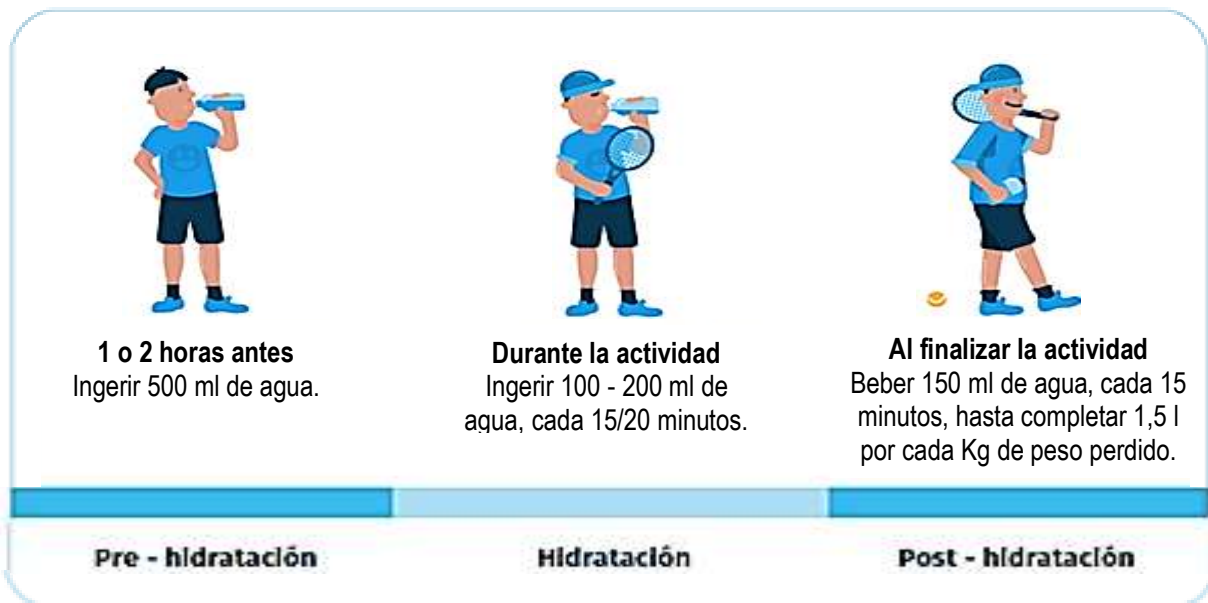 1 o 2 horas antes
Ingerir 500 ml de agua.
Durante la actividad
Ingerir 100 - 200 ml de
agua, cada 15/20 minutos.
Al finalizar la actividad
Beber 150 ml de agua, cada 15
minutos, hasta completar 1,5 l
por cada Kg de peso perdido.
Pre - hidratación
Hidratación
Post - hidratación